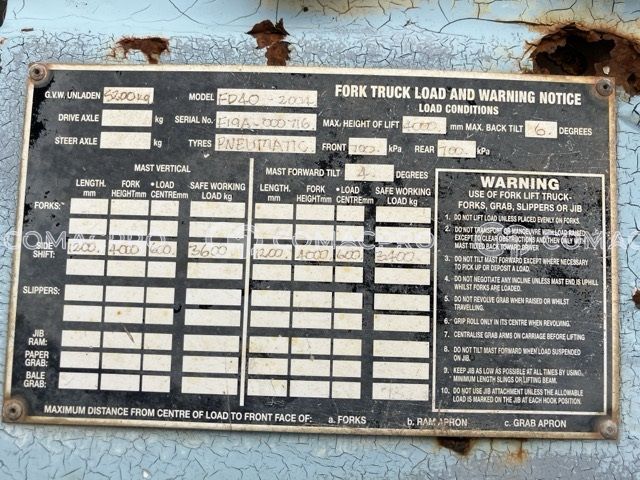 FORK TRUCK LOAD AND WARNING NOTICE
LOAD CONDITIONS
G.V.W. UNLADEN 5200kg MODEL FD40-2004
DRIVE AXLE kg SERIAL No. F19A-000716 MAX. HEIGHT OF LIFT 4000 mm MAX. BACK TILT 6. DEGREES
STEER AXLE kg TYRES PNEUMATIC. FRONT 700. kPa REAR 700. kPa
MAST VERTICAL MAST FORWARD TILT 4. DEGREES
LENGTH. mm FORK HEIGHT mm • LOAD CENTRE mm SAFE WORKING LOAD kg LENGTH. mm FORK HEIGHT mm • LOAD CENTRE mm SAFE WORKING LOAD kg
FORKS:
SIDE SHIFT: 1200. 4000 600. 3600 1200. 4000 600 3400.
SLIPPERS:
JIB RAM:
PAPER GRAB:
BALE GRAB:
MAXIMUM DISTANCE FROM CENTRE OF LOAD TO FRONT FACE OF: a. FORKS b. RAM APRON c. GRAB APRON
WARNING
USE OF FORK LIFT TRUCK-
FORKS, GRAB, SLIPPERS OR JIB
1. DO NOT LIFT LOAD UNLESS PLACED EVENLY ON FORKS.
2. DO NOT TRANSPORT OR MANOEUVRE WITH LOAD RAISED
EXCEPT TO CLEAR OBSTRUCTIONS AND THEN ONLY WITH
MAST TILTED BACK TOWARD DRIVER.
3. DO NOT TILT MAST FORWARD EXCEPT WHERE NECESSARY
TO PICK UP OR DEPOSIT A LOAD.
4. DO NOT NEGOTIATE ANY INCLINE UNLESS MAST END IS UPHILL
WHILST FORKS ARE LOADED.
5. DO NOT REVOLVE GRAB WHEN RAISED OR WHILST
TRAVELLING.
6. GRIP ROLL ONLY IN ITS CENTRE WHEN REVOLVING.
7. CENTRALISE GRAB ARMS ON CARRIAGE BEFORE LIFTING
8. DO NOT TILT MAST FORWARD WHEN LOAD SUSPENDED
ON JIB.
9. KEEP JIB AS LOW AS POSSIBLE AT ALL TIMES BY USING
MINIMUM LENGTH SLINGS OR LIFTING BEAM.
10. DO NOT USE JIB ATTACHMENT UNLESS THE ALLOWABLE
LOAD IS MARKED ON THE JIB AT EACH HOOK POSITION.